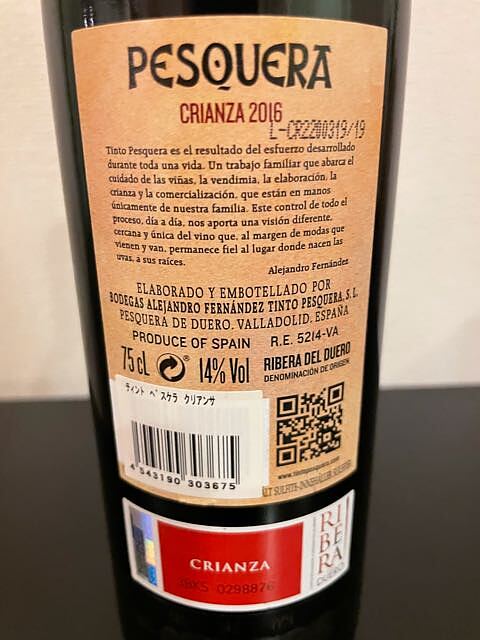 PESQUERA
CRIANZA 2016
L-CR2200319/19
Tinto Pesquera es el resultado del esfuerzo desarrollado
durante toda una vida. Un trabajo familiar que abarca el
cuidado de las viñas, la vendimia, la elaboración, la
crianza y la comercialización, que están en manos
únicamente de nuestra familia. Este control de todo el
proceso, día a día, nos aporta una visión diferente,
cercana y única del vino que, al margen de modas que
vienen y van, permanece fiel al lugar donde nacen las
uvas, a sus raíces.
Alejandro Fernández
ELABORADO Y EMBOTELLADO POR
BODEGAS ALEJANDRO FERNÁNDEZ TINTO PESQUERA, S.L.
PESQUERA DE DUERO, VALLADOLID, ESPAÑA
PRODUCE OF SPAIN R.E. 5214-VA
75 cL 14% Vol RIBERA DEL DUERO
DENOMINACIÓN DE ORIGEN
ティント ペスケラ クリアンサ
4 543190 303675
www.tintopesquera.com
CRIANZA
0298876
RIBERA
DUERO